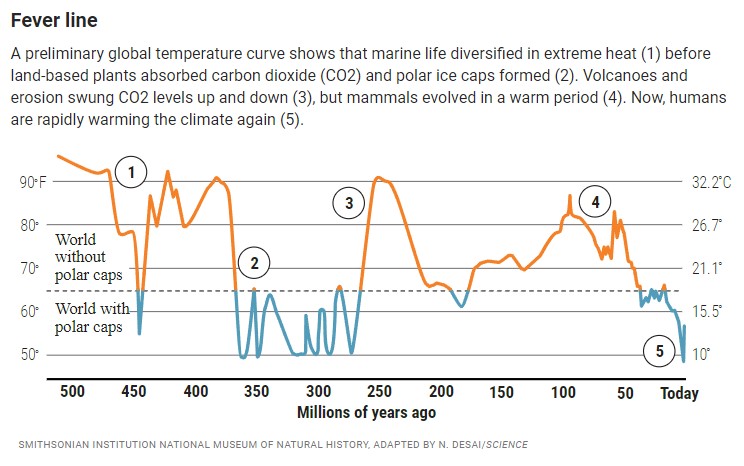 Fever line
A preliminary global temperature curve shows that marine life diversified in extreme heat (1) before
land-based plants absorbed carbon dioxide (CO2) and polar ice caps formed (2). Volcanoes and
erosion swung CO2 levels up and down (3), but mammals evolved in a warm period (4). Now, humans
are rapidly warming the climate again (5).
90°F
32.2°C
80°
26.7°
70°
21.1°
60°
15.5°
50°
10°
1
2
3
4
5
World
without
polar caps
World with
polar caps
500 450 400 350 300 250 200 150 100 50 Today
Millions of years ago
SMITHSONIAN INSTITUTION NATIONAL MUSEUM OF NATURAL HISTORY, ADAPTED BY N. DESAI/SCIENCE